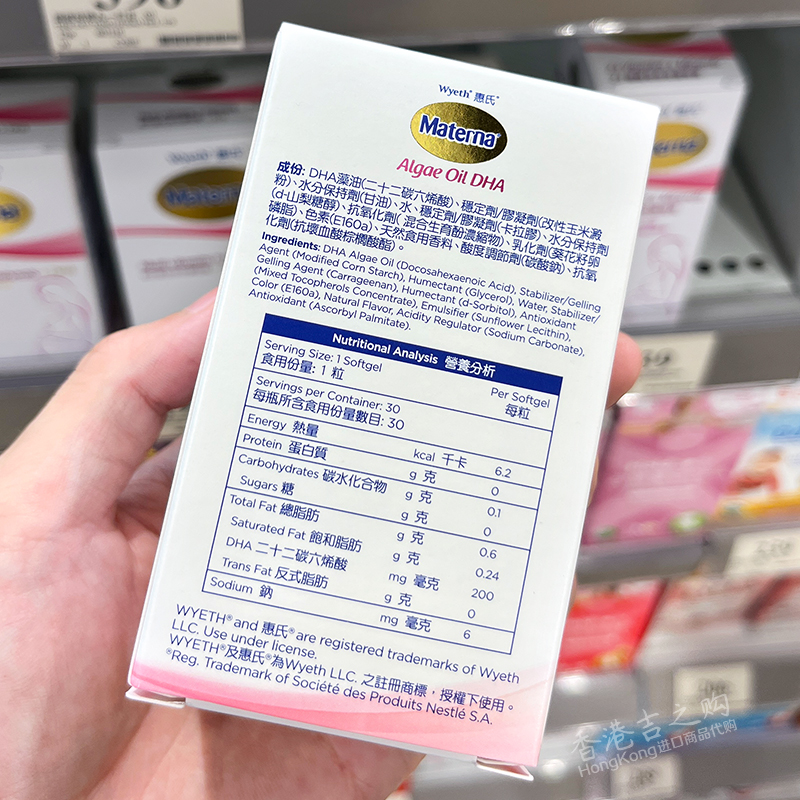 Wyeth® 惠氏®
Materna®
Algae Oil DHA
成份: DHA藻油(二十二碳六烯酸)、穩定劑/膠凝劑(改性玉米澱
粉)、水分保持劑(甘油)、水、穩定劑/膠凝劑(卡拉膠)、水分保持劑
(d-山梨糖醇)、抗氧化劑( 混合生育酚濃縮物)、乳化劑(葵花籽卵
磷脂)、色素(E160a)、天然食用香料、酸度調節劑(碳酸鈉)、抗氧
化劑(抗壞血酸棕櫚酸酯)。
Ingredients: DHA Algae Oil (Docosahexaenoic Acid), Stabilizer/Gelling
Agent (Modified Corn Starch), Humectant (Glycerol), Water, Stabilizer/
Gelling Agent (Carrageenan), Humectant (d-Sorbitol), Antioxidant
(Mixed Tocopherols Concentrate), Emulsifier (Sunflower Lecithin),
Color (E160a), Natural Flavor, Acidity Regulator (Sodium Carbonate),
Antioxidant (Ascorbyl Palmitate).
Nutritional Analysis 營養分析
Serving Size: 1 Softgel
食用份量: 1 粒
Per Softgel
每粒
Servings per Container: 30
每瓶所含食用份量數目: 30
Energy 熱量 kcal 千卡 6.2
Protein 蛋白質 g 克 0
Carbohydrates 碳水化合物 g 克 0.1
Sugars 糖 g 克 0
Total Fat 總脂肪 g 克 0.6
Saturated Fat 飽和脂肪 g 克 0.24
DHA 二十二碳六烯酸 mg 毫克 200
Trans Fat 反式脂肪 g 克 0
Sodium 鈉 mg 毫克 6
WYETH® and 惠氏® are registered trademarks of Wyeth
LLC. Use under license.
WYETH®及惠氏®為Wyeth LLC. 之註冊商標，授權下使用。
®Reg. Trademark of Société des Produits Nestlé S.A.
Wyeth 惠氏
Materna
香港吉之购
HongKong进口商品代购